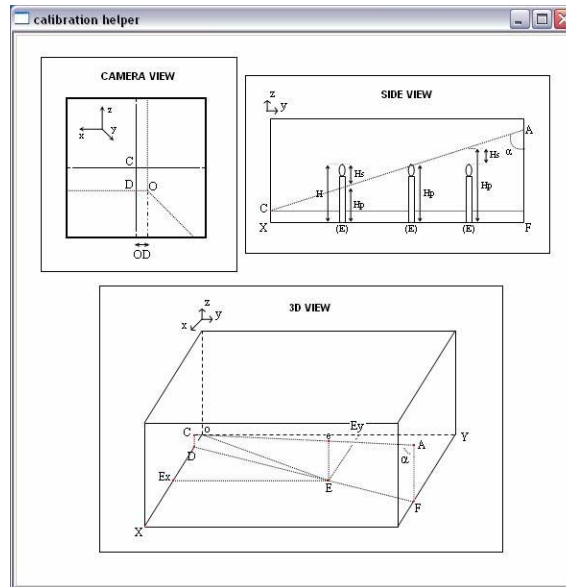 calibration helper
CAMERA VIEW
z
x
y
C
D
O
OD
SIDE VIEW
z
y
A
α
Hs
Hs
H
Hp
Hp
Hp
C
X
(E)
(E)
(E)
F
3D VIEW
z
x
y
Ey
C
o
e
Y
A
D
α
Ex
E
F
X